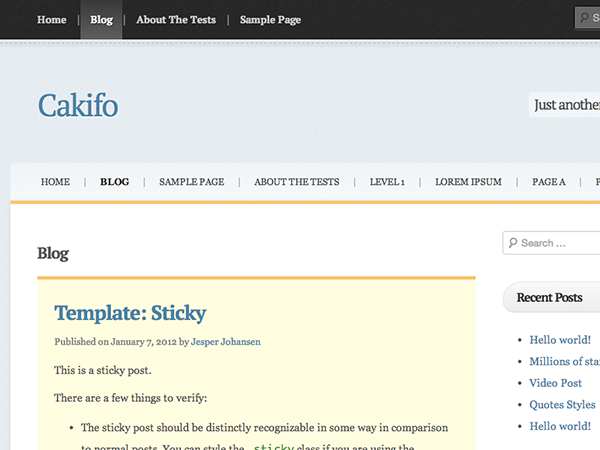 Home | Blog | About The Tests | Sample Page
Cakifo
Just another
HOME | BLOG | SAMPLE PAGE | ABOUT THE TESTS | LEVEL 1 | LOREM IPSUM | PAGE A |
Blog
Search ...
Template: Sticky
Recent Posts
Published on January 7, 2012 by Jesper Johansen
Hello world!
This is a sticky post.
Millions of
Video Post
There are a few things to verify:
Quotes Styles
• The sticky post should be distinctly recognizable in some way in comparison
Hello world!
to normal posts. You can style the .sticky class if you are using the